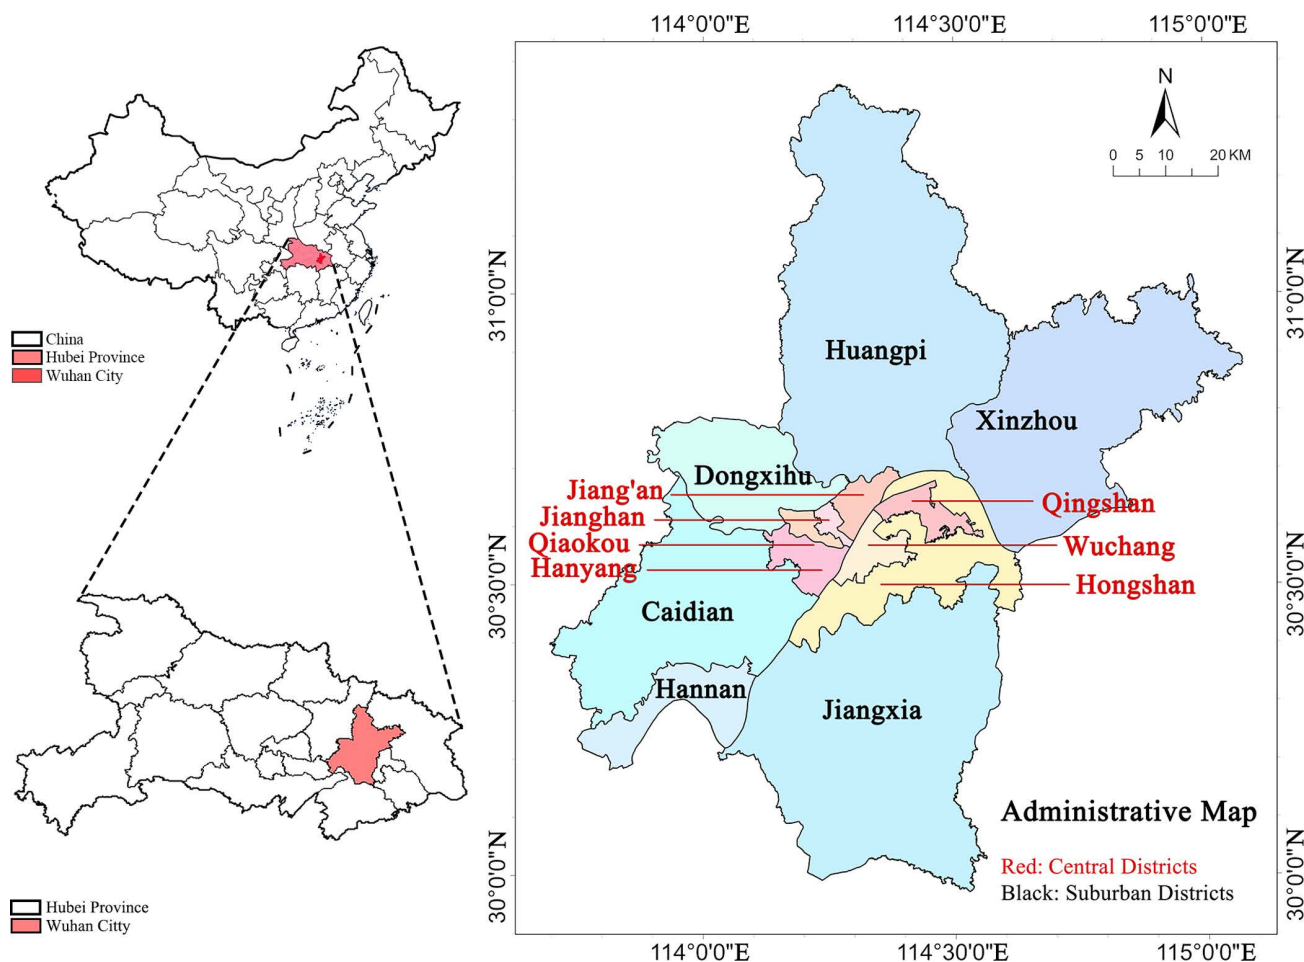 114°0'0"E
114°30'0"E
115°0'0"E
N
0 5 10 20 KM
31°0'0"N
31°0'0"N
China
Hubei Province
Wuhan City
Huangpi
Xinzhou
Dongxihu
Jiang'an
Jianghan
Qiaokou
Hanyang
Qingshan
Wuchang
Hongshan
30°30'0"N
30°30'0"N
Caidian
Hannan
Jiangxia
Administrative Map
Red: Central Districts
Black: Suburban Districts
30°0'0"N
30°0'0"N
Hubei Province
Wuhan Citty
114°0'0"E
114°30'0"E
115°0'0"E